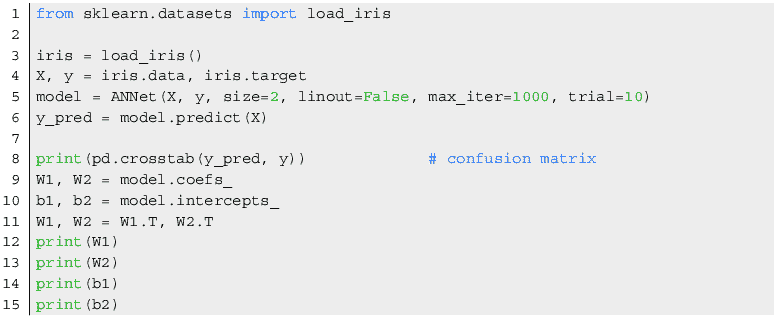 1 from sklearn.datasets import load_iris
2
3 iris = load_iris()
4 X, y = iris.data, iris.target
5 model = ANNet(X, y, size=2, linout=False, max_iter=1000, trial=10)
6 y_pred = model.predict(X)
7
8 print(pd.crosstab(y_pred, y)) # confusion matrix
9 W1, W2 = model.coefs_
10 b1, b2 = model.intercepts_
11 W1, W2 = W1.T, W2.T
12 print(W1)
13 print(W2)
14 print(b1)
15 print(b2)